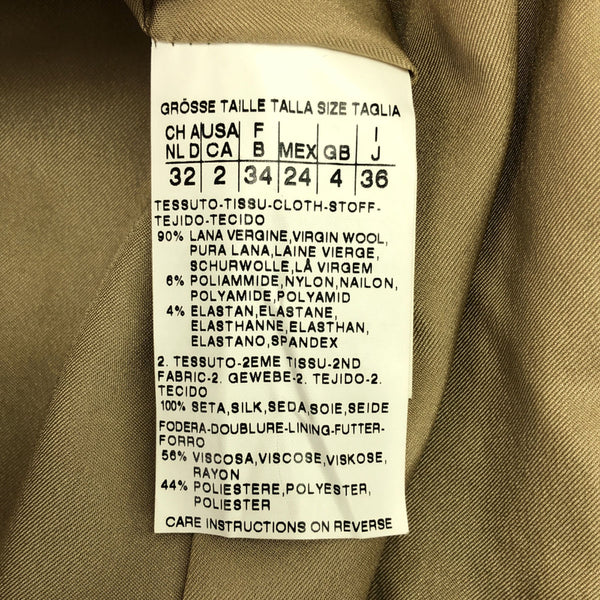 GRÖSSE TAILLE TALLA SIZE TAGLIA
CH A USA F I
NL D CA B MEX GB J
32 2 34 24 4 36
TESSUTO-TISSU-CLOTH-STOFF-
TEJIDO-TECIDO
90% LANA VERGINE,VIRGIN WOOL,
PURA LANA,LAINE VIERGE,
SCHURWOLLE,LÃ VIRGEM
6% POLIAMMIDE,NYLON,NAILON,
POLYAMIDE,POLYAMID
4% ELASTAN,ELASTANE,
ELASTHANNE,ELASTHAN,
ELASTANO,SPANDEX
2. TESSUTO-2EME TISSU-2ND
FABRIC-2. GEWEBE-2. TEJIDO-2.
TECIDO
100% SETA,SILK,SEDA,SOIE,SEIDE
FODERA-DOUBLURE-LINING-FUTTER-
FORRO
56% VISCOSA,VISCOSE,VISKOSE,
RAYON
44% POLIESTERE,POLYESTER,
POLIESTER
CARE INSTRUCTIONS ON REVERSE